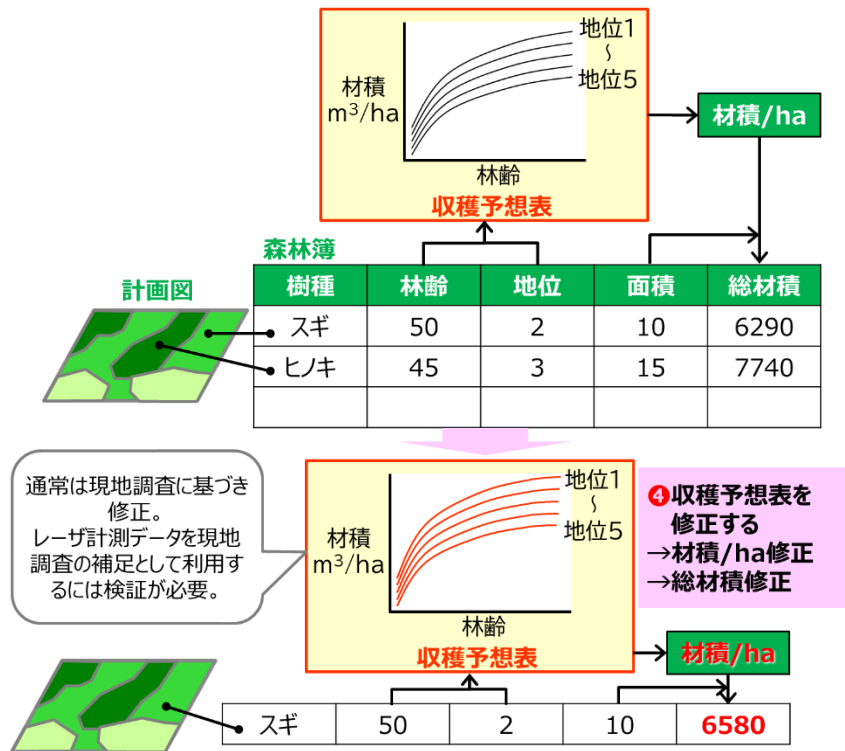 地位1
～
地位5
材積
m³/ha
林齢
収穫予想表
材積/ha
森林簿
計画図
樹種 林齢 地位 面積 総材積
スギ 50 2 10 6290
ヒノキ 45 3 15 7740
通常は現地調査に基づき
修正。
レーザ計測データを現地
調査の補足として利用す
るには検証が必要。
地位1
～
地位5
材積
m³/ha
林齢
収穫予想表
❹収穫予想表を
修正する
→材積/ha修正
→総材積修正
材積/ha
スギ 50 2 10 6580